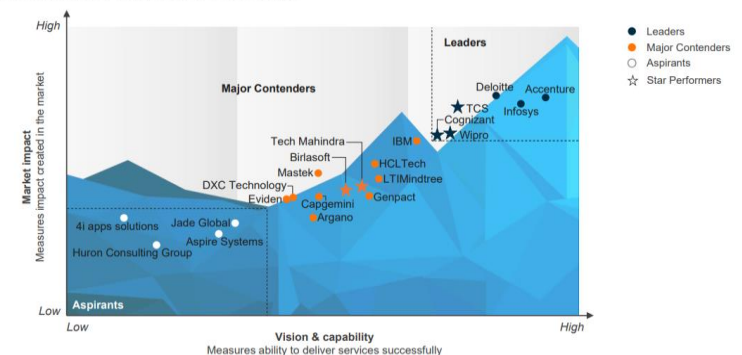 High
Leaders
Major Contenders
Aspirants
Star Performers
Leaders
Major Contenders
Deloitte
Accenture
TCS
Infosys
Cognizant
Wipro
Tech Mahindra
IBM
Birlasoft
HCLTech
Mastek
LTIMindtree
DXC Technology
Eviden
Capgemini
Genpact
Argano
4i apps solutions
Jade Global
Aspire Systems
Huron Consulting Group
Aspirants
Market impact
Measures impact created in the market
Low
Low
High
Vision & capability
Measures ability to deliver services successfully